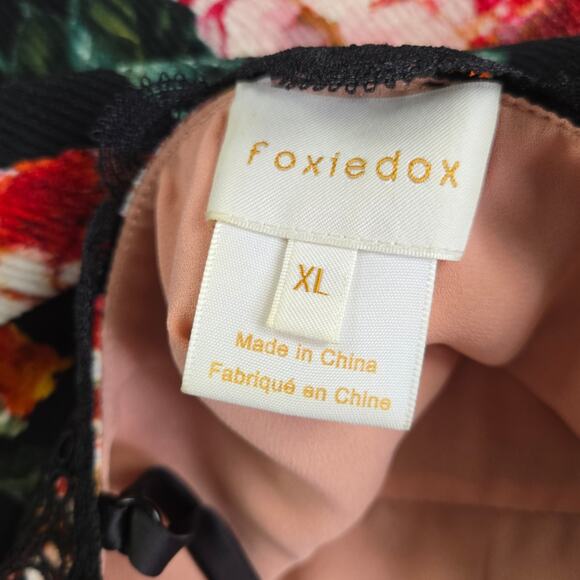 foxiedox
XL
Made in China
Fabriqué en Chine